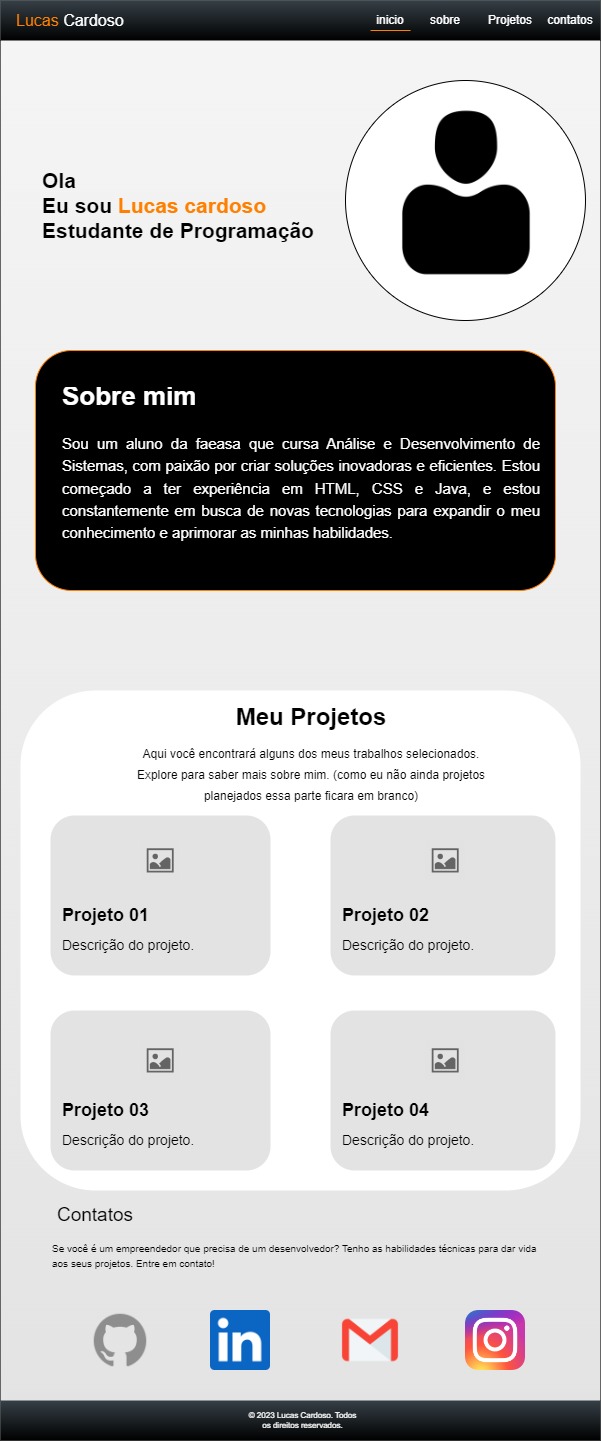 Lucas Cardoso
inicio sobre Projetos contatos
Ola
Eu sou Lucas cardoso
Estudante de Programação
Sobre mim
Sou um aluno da faeasa que cursa Análise e Desenvolvimento de
Sistemas, com paixão por criar soluções inovadoras e eficientes. Estou
começado a ter experiência em HTML, CSS e Java, e estou
constantemente em busca de novas tecnologias para expandir o meu
conhecimento e aprimorar as minhas habilidades.
Meu Projetos
Aqui você encontrará alguns dos meus trabalhos selecionados.
Explore para saber mais sobre mim. (como eu não ainda projetos
planejados essa parte ficara em branco)
Projeto 01
Descrição do projeto.
Projeto 02
Descrição do projeto.
Projeto 03
Descrição do projeto.
Projeto 04
Descrição do projeto.
Contatos
Se você é um empreendedor que precisa de um desenvolvedor? Tenho as habilidades técnicas para dar vida
aos seus projetos. Entre em contato!
in
© 2023 Lucas Cardoso. Todos
os direitos reservados.